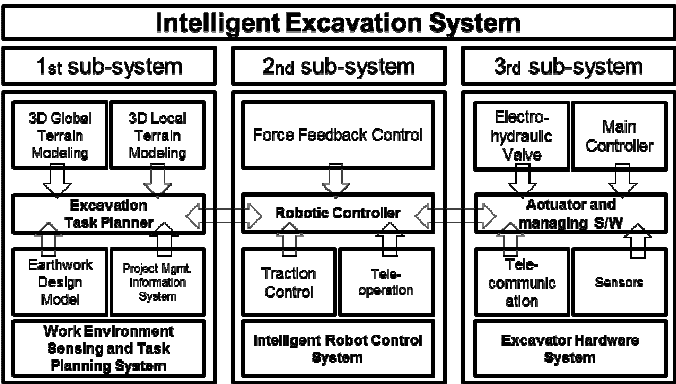 Intelligent Excavation System
1st sub-system
2nd sub-system
3rd sub-system
3D Global
Terrain
Modeling
3D Local
Terrain
Modeling
Excavation
Task Planner
Earthwork
Design
Model
Project Mgmt.
Information
System
Work Environment
Sensing and Task
Planning System
Force Feedback Control
Robotic Controller
Traction
Control
Tele-
operation
Intelligent Robot Control
System
Electro-
hydraulic
Valve
Main
Controller
Aotuator and
managing S/W
Tele-
communic
ation
Sensors
Excavator Hardware
System